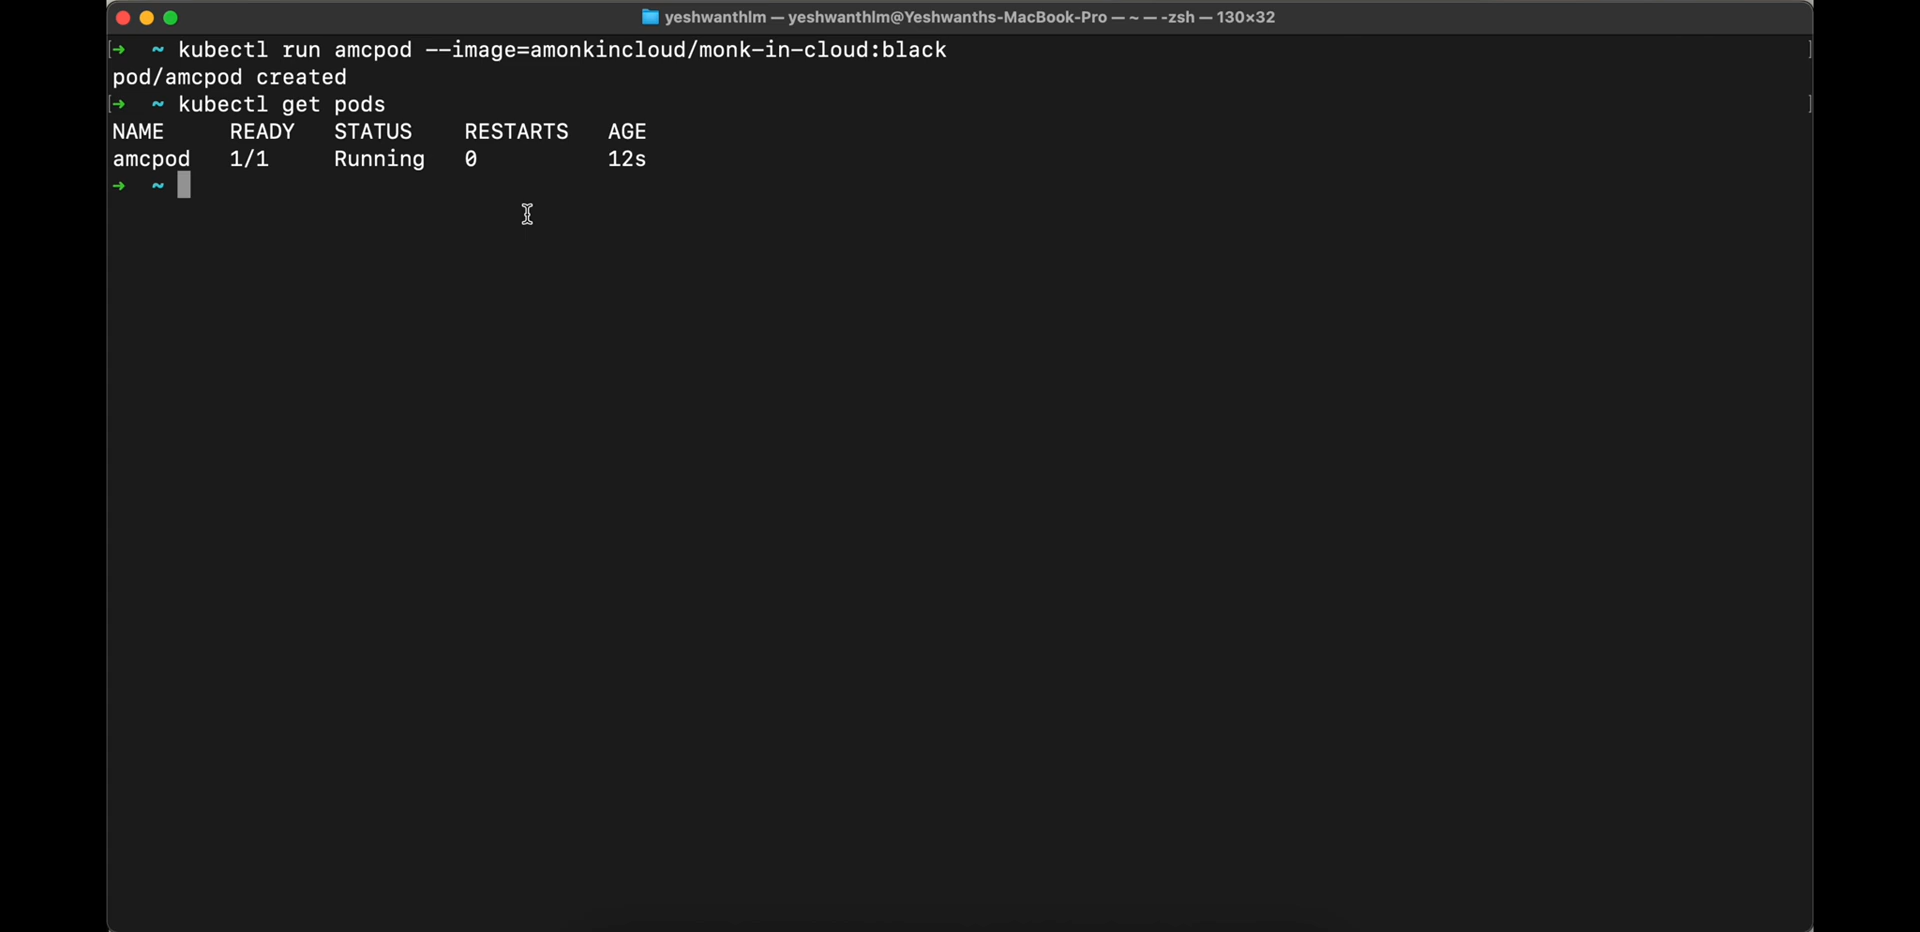 yeshwanthlm — yeshwanthlm@Yeshwanths-MacBook-Pro — ~ — -zsh — 130×32
[➜  ~ kubectl run amcpod --image=amonkincloud/monk-in-cloud:black ]
pod/amcpod created
[➜  ~ kubectl get pods ]
NAME     READY   STATUS    RESTARTS   AGE
amcpod   1/1     Running   0          12s
➜  ~